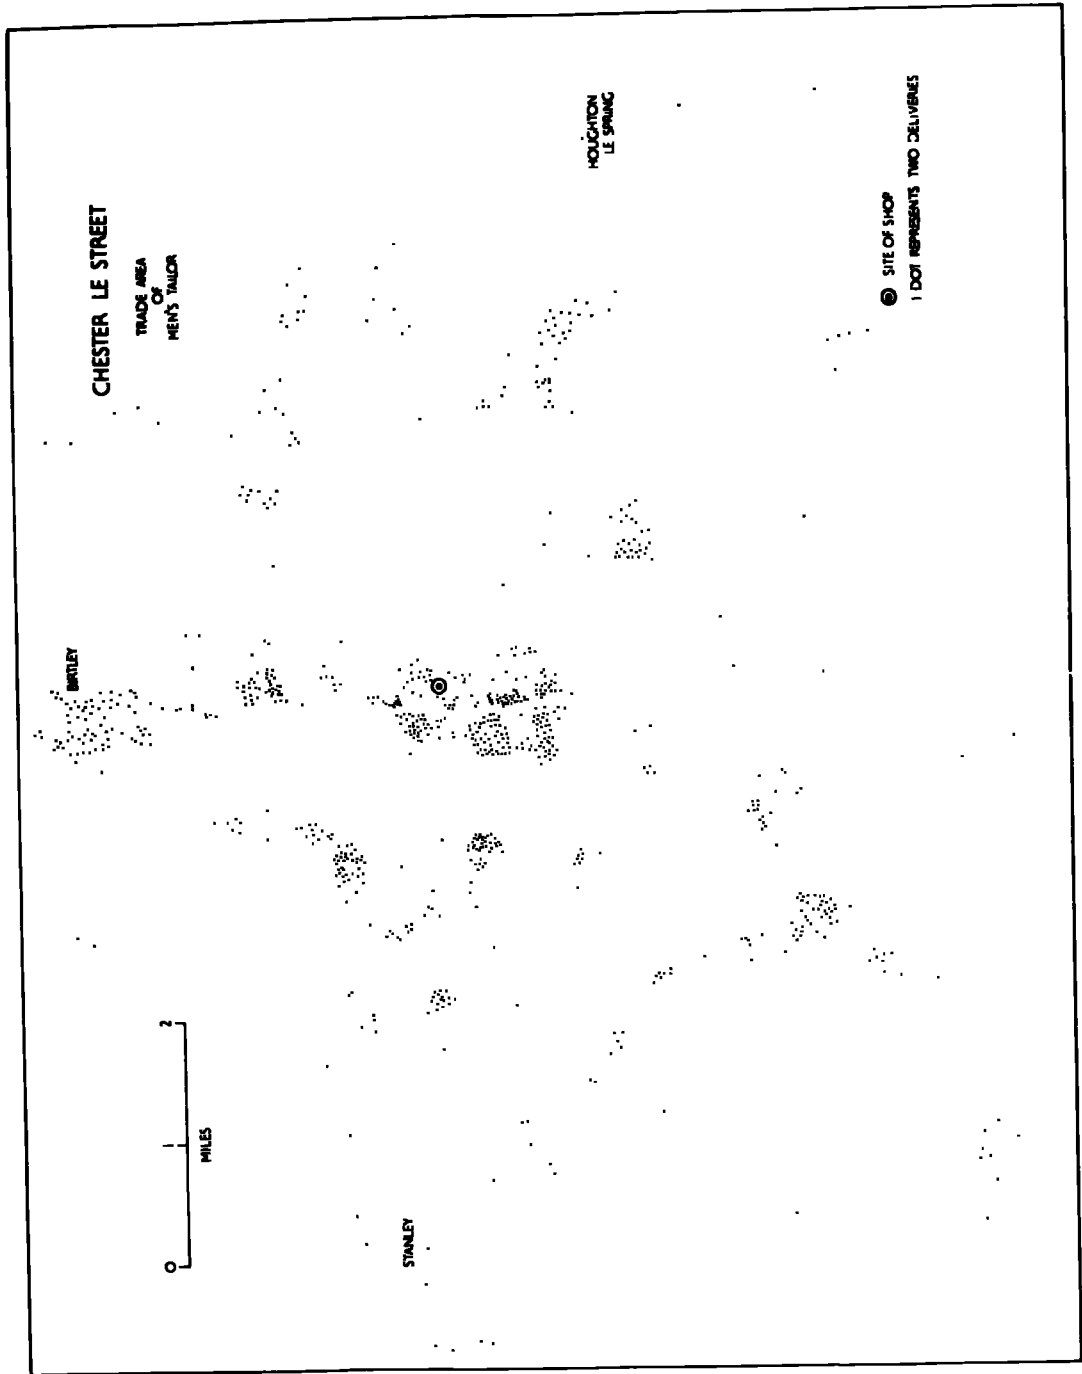 CHESTER LE STREET
TRADE AREA
OF
MEN'S TAILOR
BIRTLEY
HOUGHTON
LE SPRING
STANLEY
0 1 2
MILES
SITE OF SHOP
1 DOT REPRESENTS TWO DELIVERIES